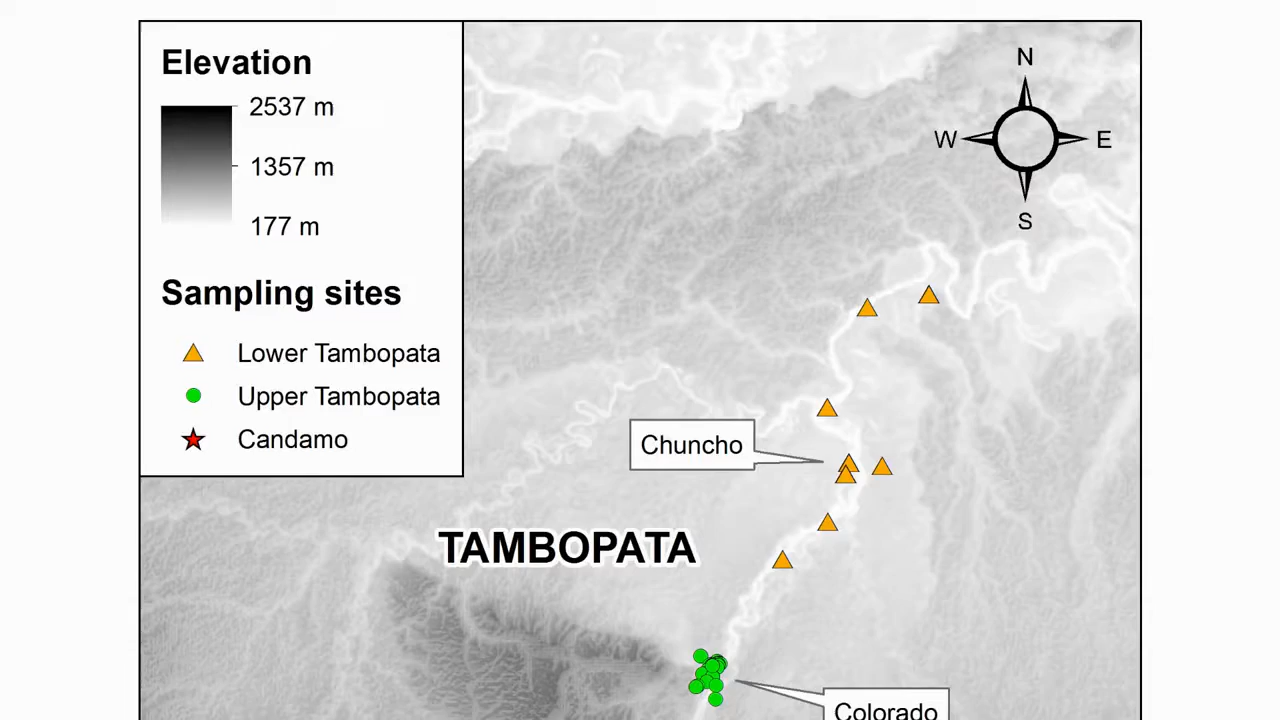 Elevation
2537 m
1357 m
177 m
Sampling sites
Lower Tambopata
Upper Tambopata
Candamo
N
W
E
S
Chuncho
TAMBOPATA
Colorado